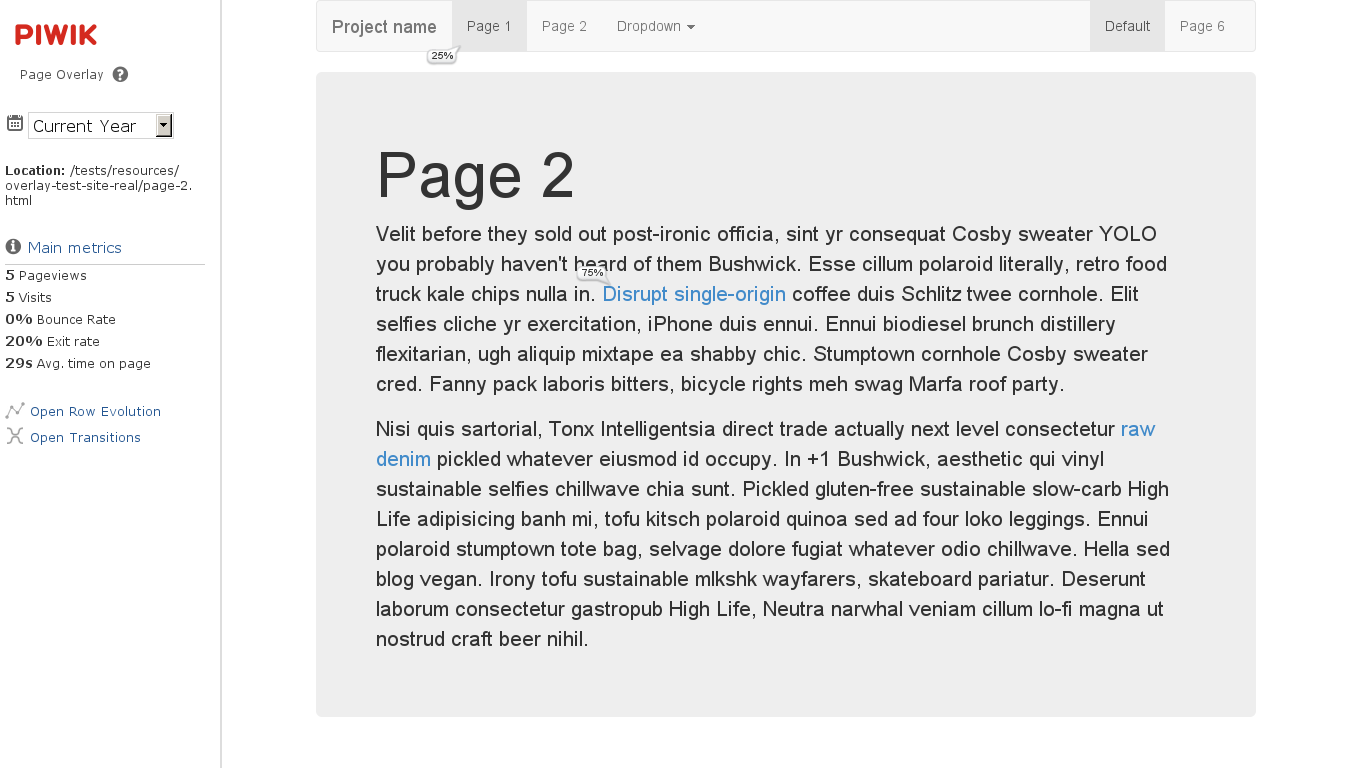 PIWIK
Page Overlay ?
Current Year
Location: /tests/resources/
overlay-test-site-real/page-2.
html
Main metrics
5 Pageviews
5 Visits
0% Bounce Rate
20% Exit rate
29s Avg. time on page
Open Row Evolution
Open Transitions
Project name Page 1 Page 2 Dropdown Default Page 6
25%
Page 2
Velit before they sold out post-ironic officia, sint yr consequat Cosby sweater YOLO
you probably haven't heard of them Bushwick. Esse cillum polaroid literally, retro food
75%
truck kale chips nulla in. Disrupt single-origin coffee duis Schlitz twee cornhole. Elit
selfies cliche yr exercitation, iPhone duis ennui. Ennui biodiesel brunch distillery
flexitarian, ugh aliquip mixtape ea shabby chic. Stumptown cornhole Cosby sweater
cred. Fanny pack laboris bitters, bicycle rights meh swag Marfa roof party.
Nisi quis sartorial, Tonx Intelligentsia direct trade actually next level consectetur raw
denim pickled whatever eiusmod id occupy. In +1 Bushwick, aesthetic qui vinyl
sustainable selfies chillwave chia sunt. Pickled gluten-free sustainable slow-carb High
Life adipisicing banh mi, tofu kitsch polaroid quinoa sed ad four loko leggings. Ennui
polaroid stumptown tote bag, selvage dolore fugiat whatever odio chillwave. Hella sed
blog vegan. Irony tofu sustainable mlkshk wayfarers, skateboard pariatur. Deserunt
laborum consectetur gastropub High Life, Neutra narwhal veniam cillum lo-fi magna ut
nostrud craft beer nihil.